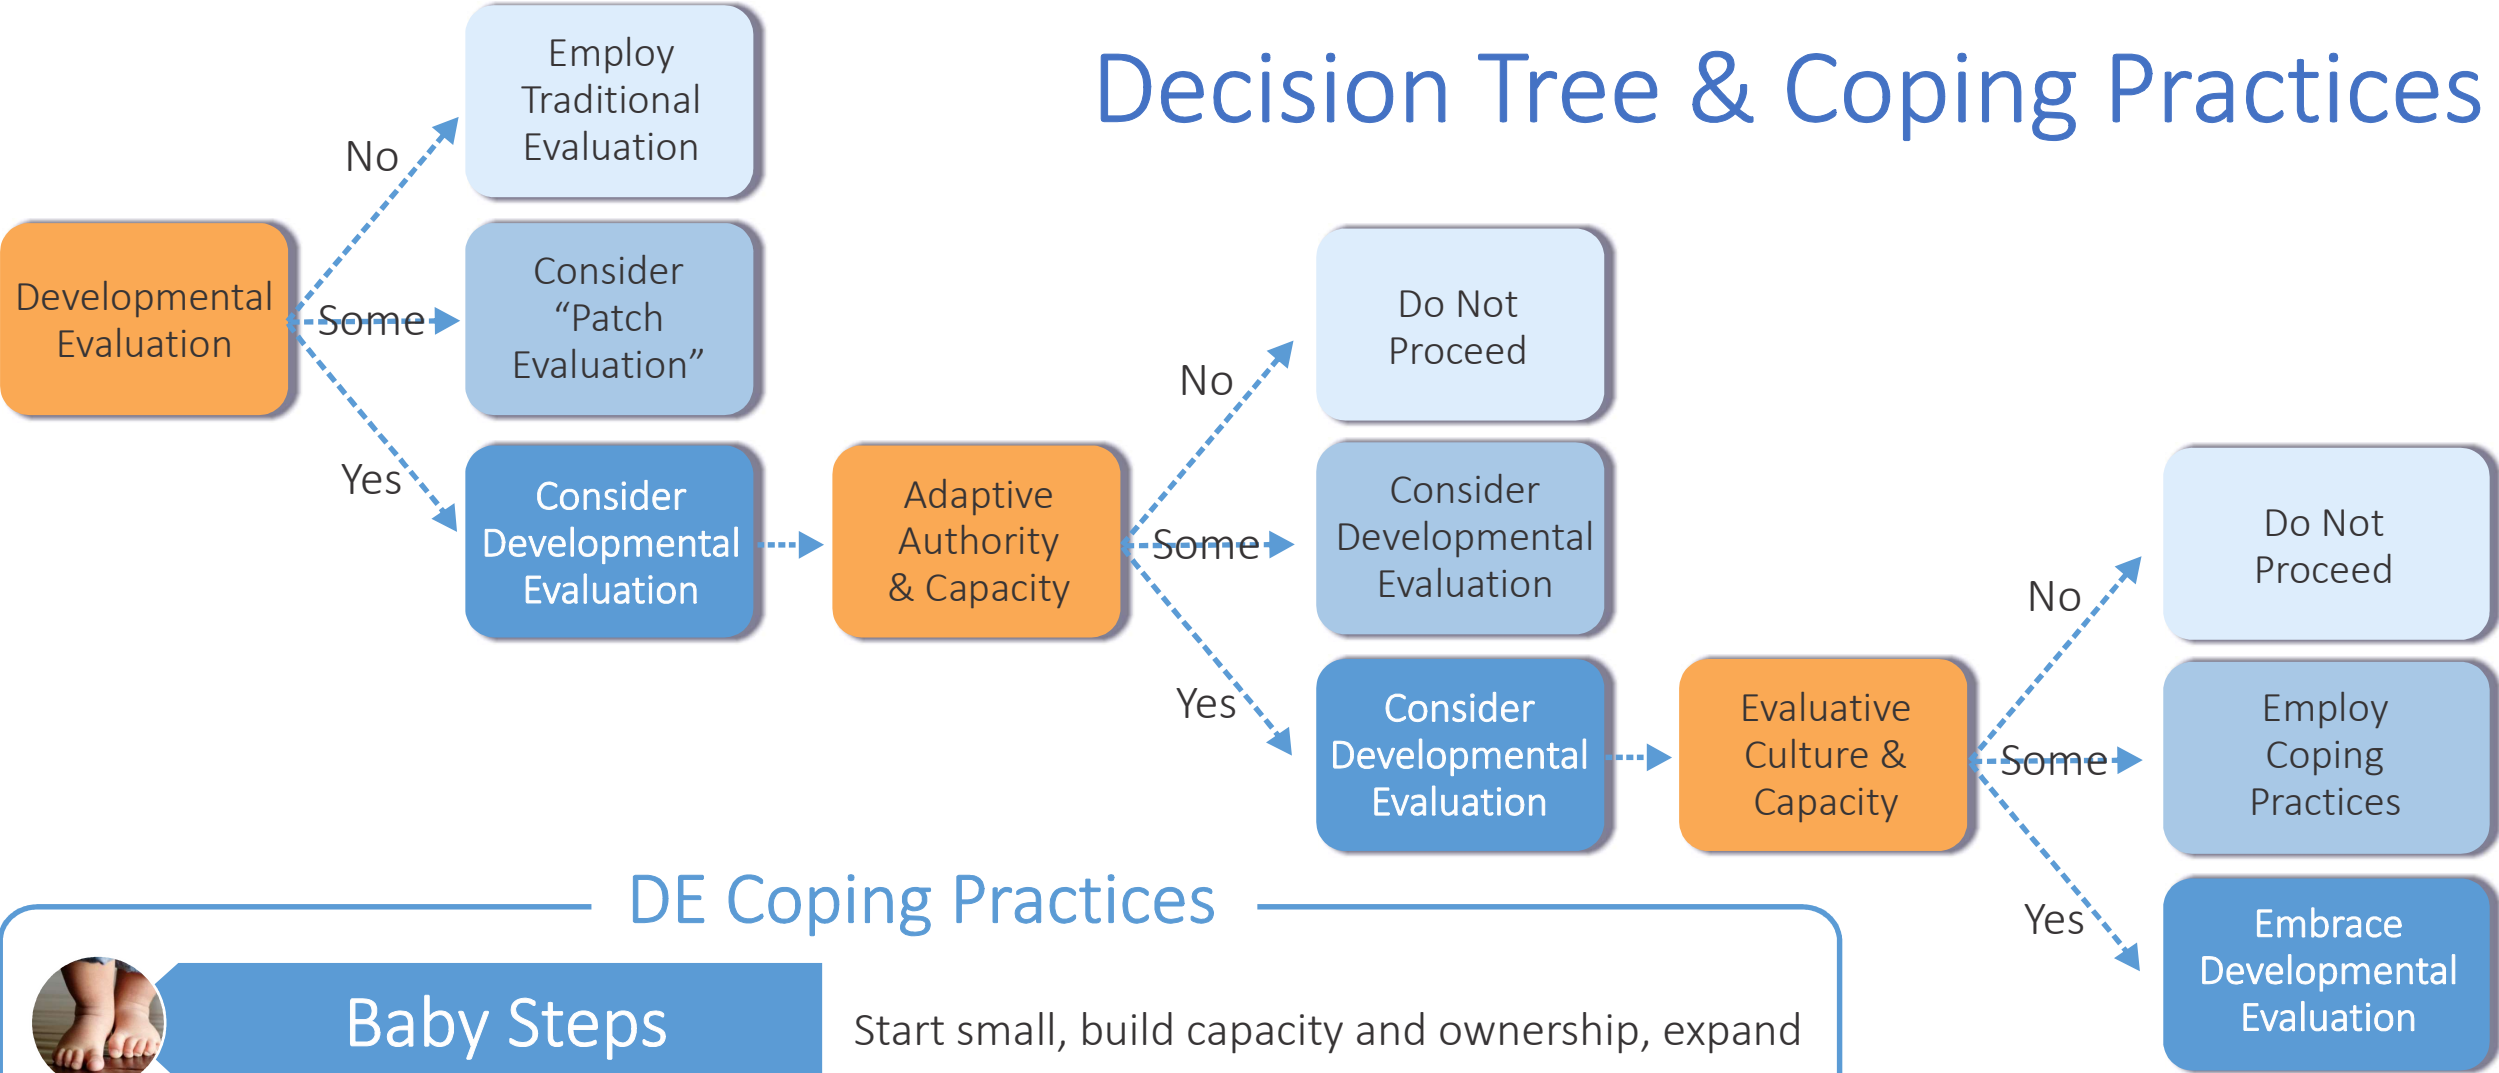 Decision Tree & Coping Practices
Employ
Traditional
Evaluation
No
Developmental
Evaluation
Some
Consider
“Patch
Evaluation”
Yes
Consider
Developmental
Evaluation
Adaptive
Authority
& Capacity
No
Do Not
Proceed
Some
Consider
Developmental
Evaluation
Yes
Consider
Developmental
Evaluation
Evaluative
Culture &
Capacity
No
Do Not
Proceed
Some
Employ
Coping
Practices
Yes
Embrace
Developmental
Evaluation
DE Coping Practices
Baby Steps
Start small, build capacity and ownership, expand